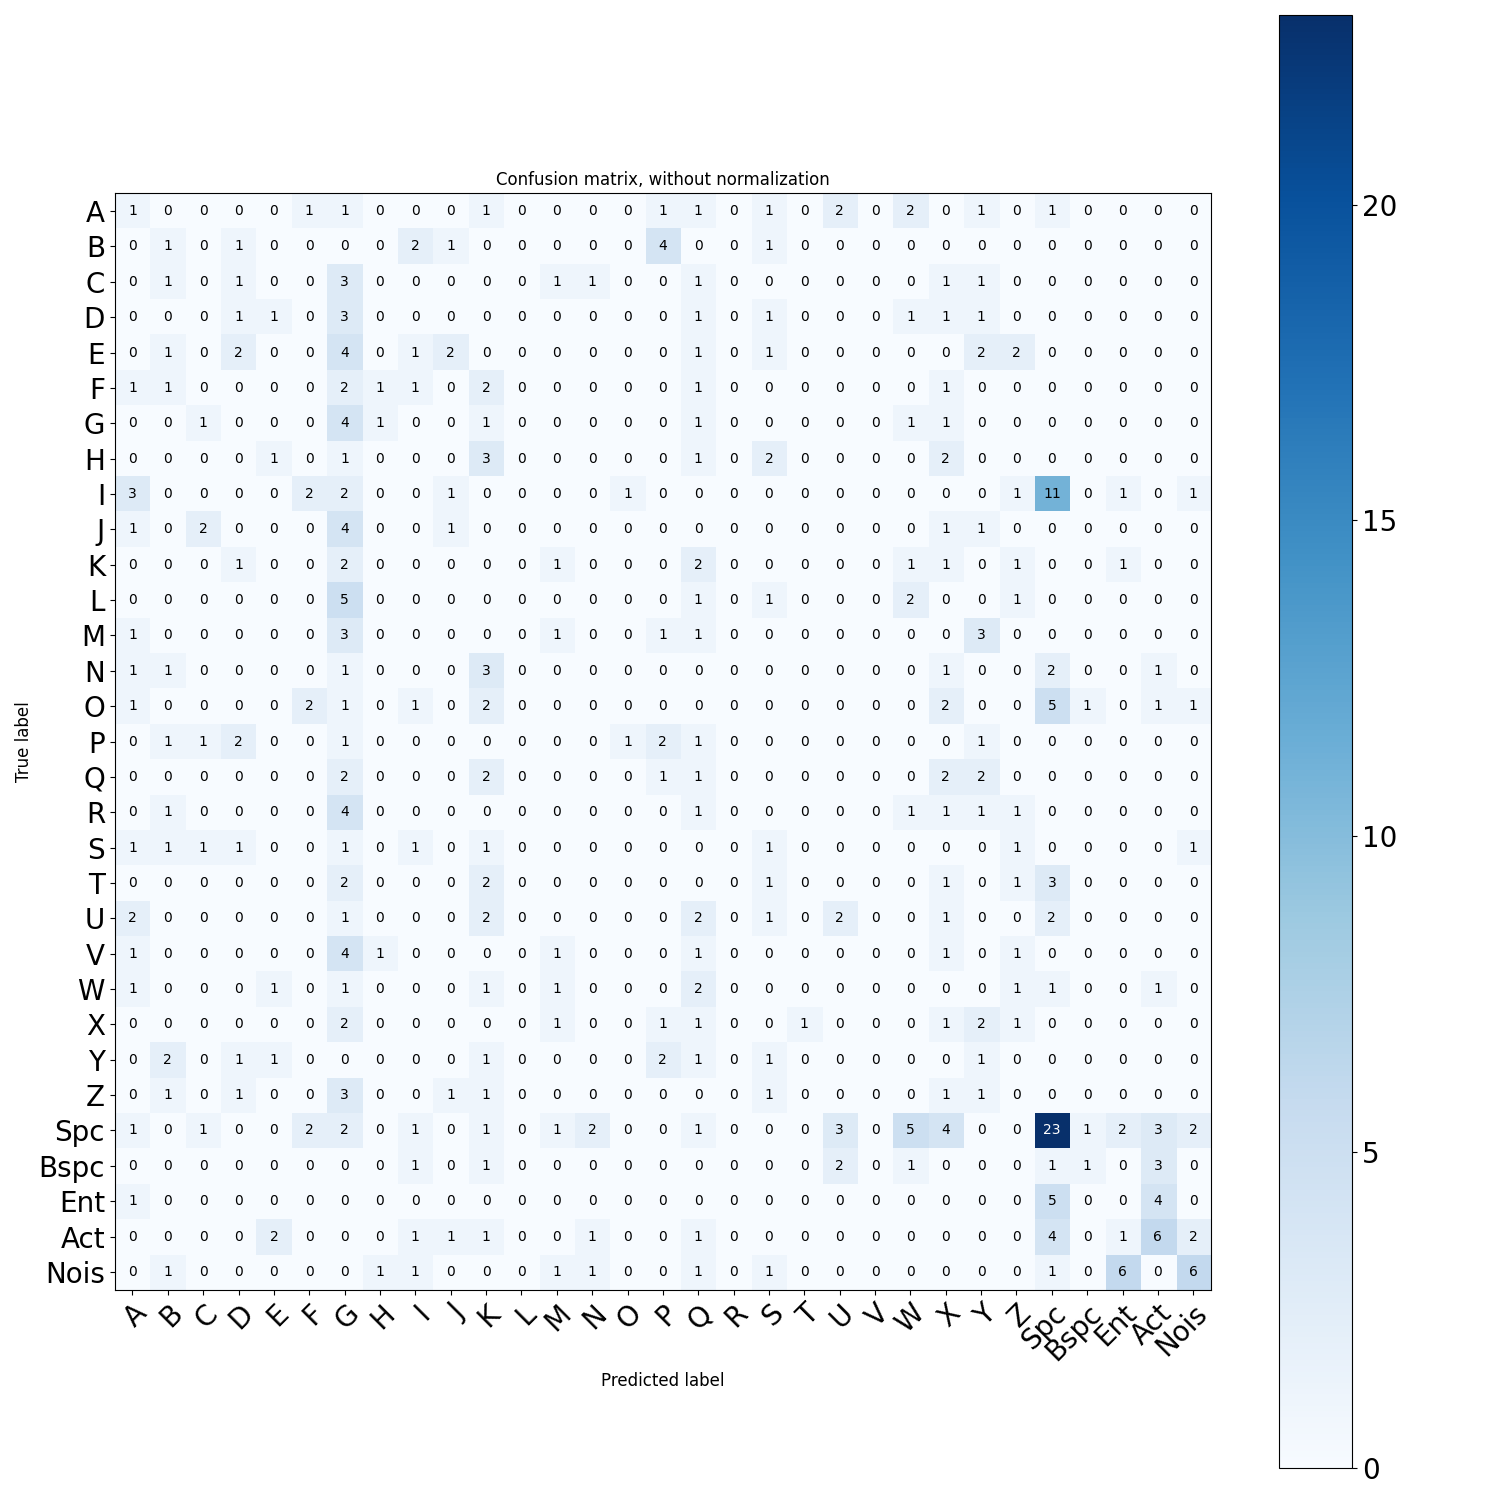 Confusion matrix, without normalization
A 1 0 0 0 0 1 1 0 0 0 1 0 0 0 0 1 1 0 1 0 2 0 2 0 1 0 1 0 0 0 0
B 0 1 0 1 0 0 0 0 2 1 0 0 0 0 0 4 0 0 1 0 0 0 0 0 0 0 0 0 0 0 0
C 0 1 0 1 0 0 3 0 0 0 0 0 1 1 0 0 1 0 0 0 0 0 0 1 1 0 0 0 0 0 0
D 0 0 0 1 1 0 3 0 0 0 0 0 0 0 0 0 1 0 1 0 0 0 1 1 1 0 0 0 0 0 0
E 0 1 0 2 0 0 4 0 1 2 0 0 0 0 0 0 1 0 1 0 0 0 0 0 2 2 0 0 0 0 0
F 1 1 0 0 0 0 2 1 1 0 2 0 0 0 0 0 1 0 0 0 0 0 0 1 0 0 0 0 0 0 0
G 0 0 1 0 0 0 4 1 0 0 1 0 0 0 0 0 1 0 0 0 0 0 1 1 0 0 0 0 0 0 0
H 0 0 0 0 1 0 1 0 0 0 3 0 0 0 0 0 1 0 2 0 0 0 0 2 0 0 0 0 0 0 0
I 3 0 0 0 0 2 2 0 0 1 0 0 0 0 1 0 0 0 0 0 0 0 0 0 0 1 11 0 1 0 1
J 1 0 2 0 0 0 4 0 0 1 0 0 0 0 0 0 0 0 0 0 0 0 0 1 1 0 0 0 0 0 0
K 0 0 0 1 0 0 2 0 0 0 0 0 1 0 0 0 2 0 0 0 0 0 1 1 0 1 0 0 1 0 0
L 0 0 0 0 0 0 5 0 0 0 0 0 0 0 0 0 1 0 1 0 0 0 2 0 0 1 0 0 0 0 0
M 1 0 0 0 0 0 3 0 0 0 0 0 1 0 0 1 1 0 0 0 0 0 0 0 3 0 0 0 0 0 0
N 1 1 0 0 0 0 1 0 0 0 3 0 0 0 0 0 0 0 0 0 0 0 0 1 0 0 2 0 0 1 0
O 1 0 0 0 0 2 1 0 1 0 2 0 0 0 0 0 0 0 0 0 0 0 0 2 0 0 5 1 0 1 1
P 0 1 1 2 0 0 1 0 0 0 0 0 0 0 1 2 1 0 0 0 0 0 0 0 1 0 0 0 0 0 0
Q 0 0 0 0 0 0 2 0 0 0 2 0 0 0 0 1 1 0 0 0 0 0 0 2 2 0 0 0 0 0 0
R 0 1 0 0 0 0 4 0 0 0 0 0 0 0 0 0 1 0 0 0 0 0 1 1 1 1 0 0 0 0 0
S 1 1 1 1 0 0 1 0 1 0 1 0 0 0 0 0 0 0 1 0 0 0 0 0 0 1 0 0 0 0 1
T 0 0 0 0 0 0 2 0 0 0 2 0 0 0 0 0 0 0 1 0 0 0 0 1 0 1 3 0 0 0 0
U 2 0 0 0 0 0 1 0 0 0 2 0 0 0 0 0 2 0 1 0 2 0 0 1 0 0 2 0 0 0 0
V 1 0 0 0 0 0 4 1 0 0 0 0 1 0 0 0 1 0 0 0 0 0 0 1 0 1 0 0 0 0 0
W 1 0 0 0 1 0 1 0 0 0 1 0 1 0 0 0 2 0 0 0 0 0 0 0 0 1 1 0 0 1 0
X 0 0 0 0 0 0 2 0 0 0 0 0 1 0 0 1 1 0 0 1 0 0 0 1 2 1 0 0 0 0 0
Y 0 2 0 1 1 0 0 0 0 0 1 0 0 0 0 2 1 0 1 0 0 0 0 0 1 0 0 0 0 0 0
Z 0 1 0 1 0 0 3 0 0 1 1 0 0 0 0 0 0 0 1 0 0 0 0 1 1 0 0 0 0 0 0
Spc 1 0 1 0 0 2 2 0 1 0 1 0 1 2 0 0 1 0 0 0 3 0 5 4 0 0 23 1 2 3 2
Bspc 0 0 0 0 0 0 0 0 1 0 1 0 0 0 0 0 0 0 0 0 2 0 1 0 0 0 1 1 0 3 0
Ent 1 0 0 0 0 0 0 0 0 0 0 0 0 0 0 0 0 0 0 0 0 0 0 0 0 0 5 0 0 4 0
Act 0 0 0 0 2 0 0 0 1 1 1 0 0 1 0 0 1 0 0 0 0 0 0 0 0 0 4 0 1 6 2
Nois 0 1 0 0 0 0 0 1 1 0 0 0 1 1 0 0 1 0 1 0 0 0 0 0 0 0 1 0 6 0 6
A B C D E F G H I J K L M N O P Q R S T U V W X Y Z Spc Bspc Ent Act Nois
Predicted label
True label
20
15
10
5
0